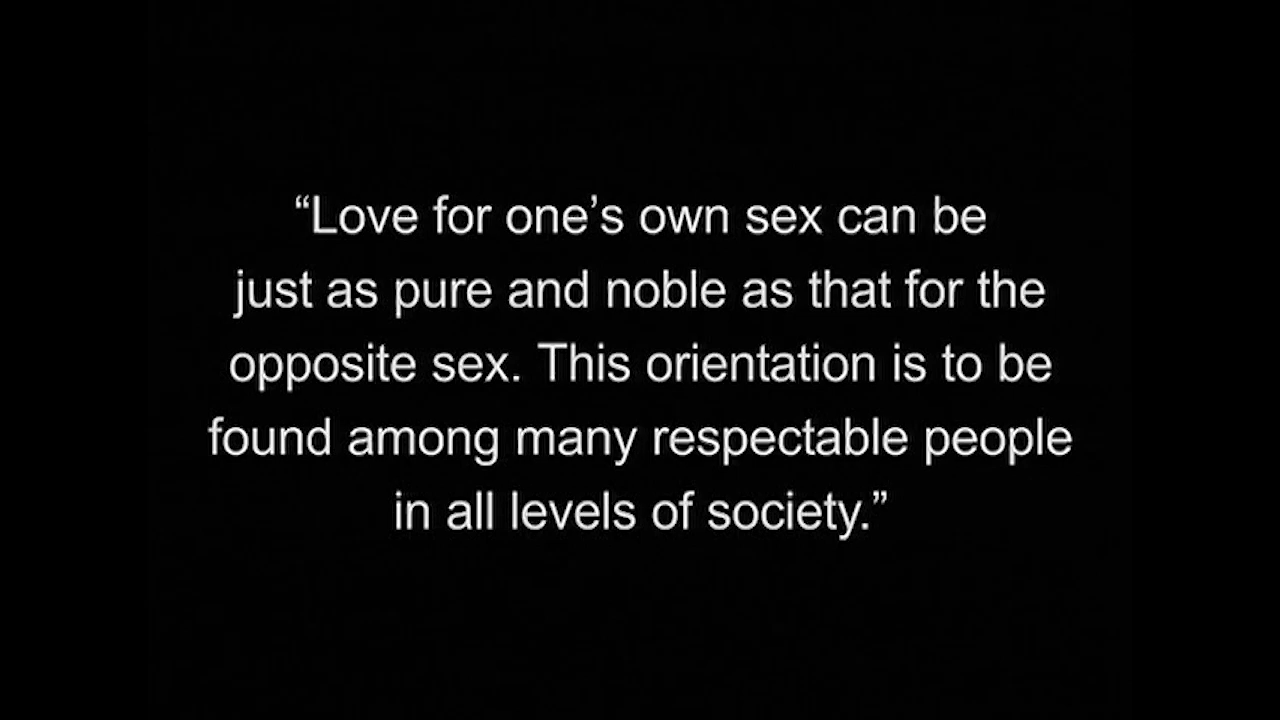 “Love for one’s own sex can be
just as pure and noble as that for the
opposite sex. This orientation is to be
found among many respectable people
in all levels of society.”